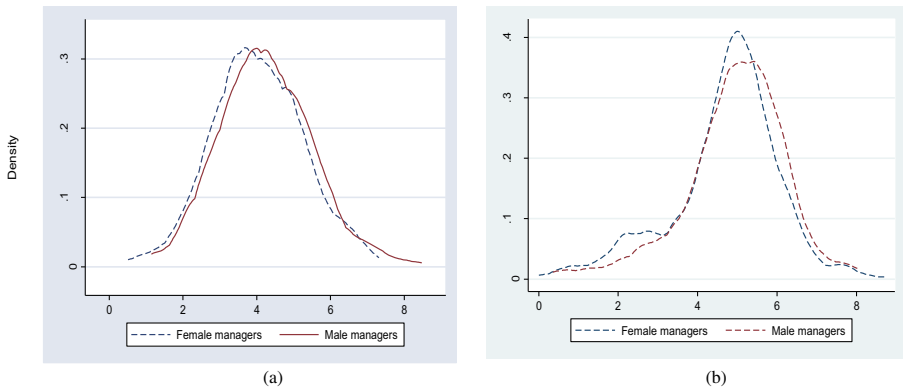 Density
.3
.2
.1
0
0 2 4 6 8
Female managers Male managers
(a)
.4
.3
.2
.1
0
0 2 4 6 8
Female managers Male managers
(b)